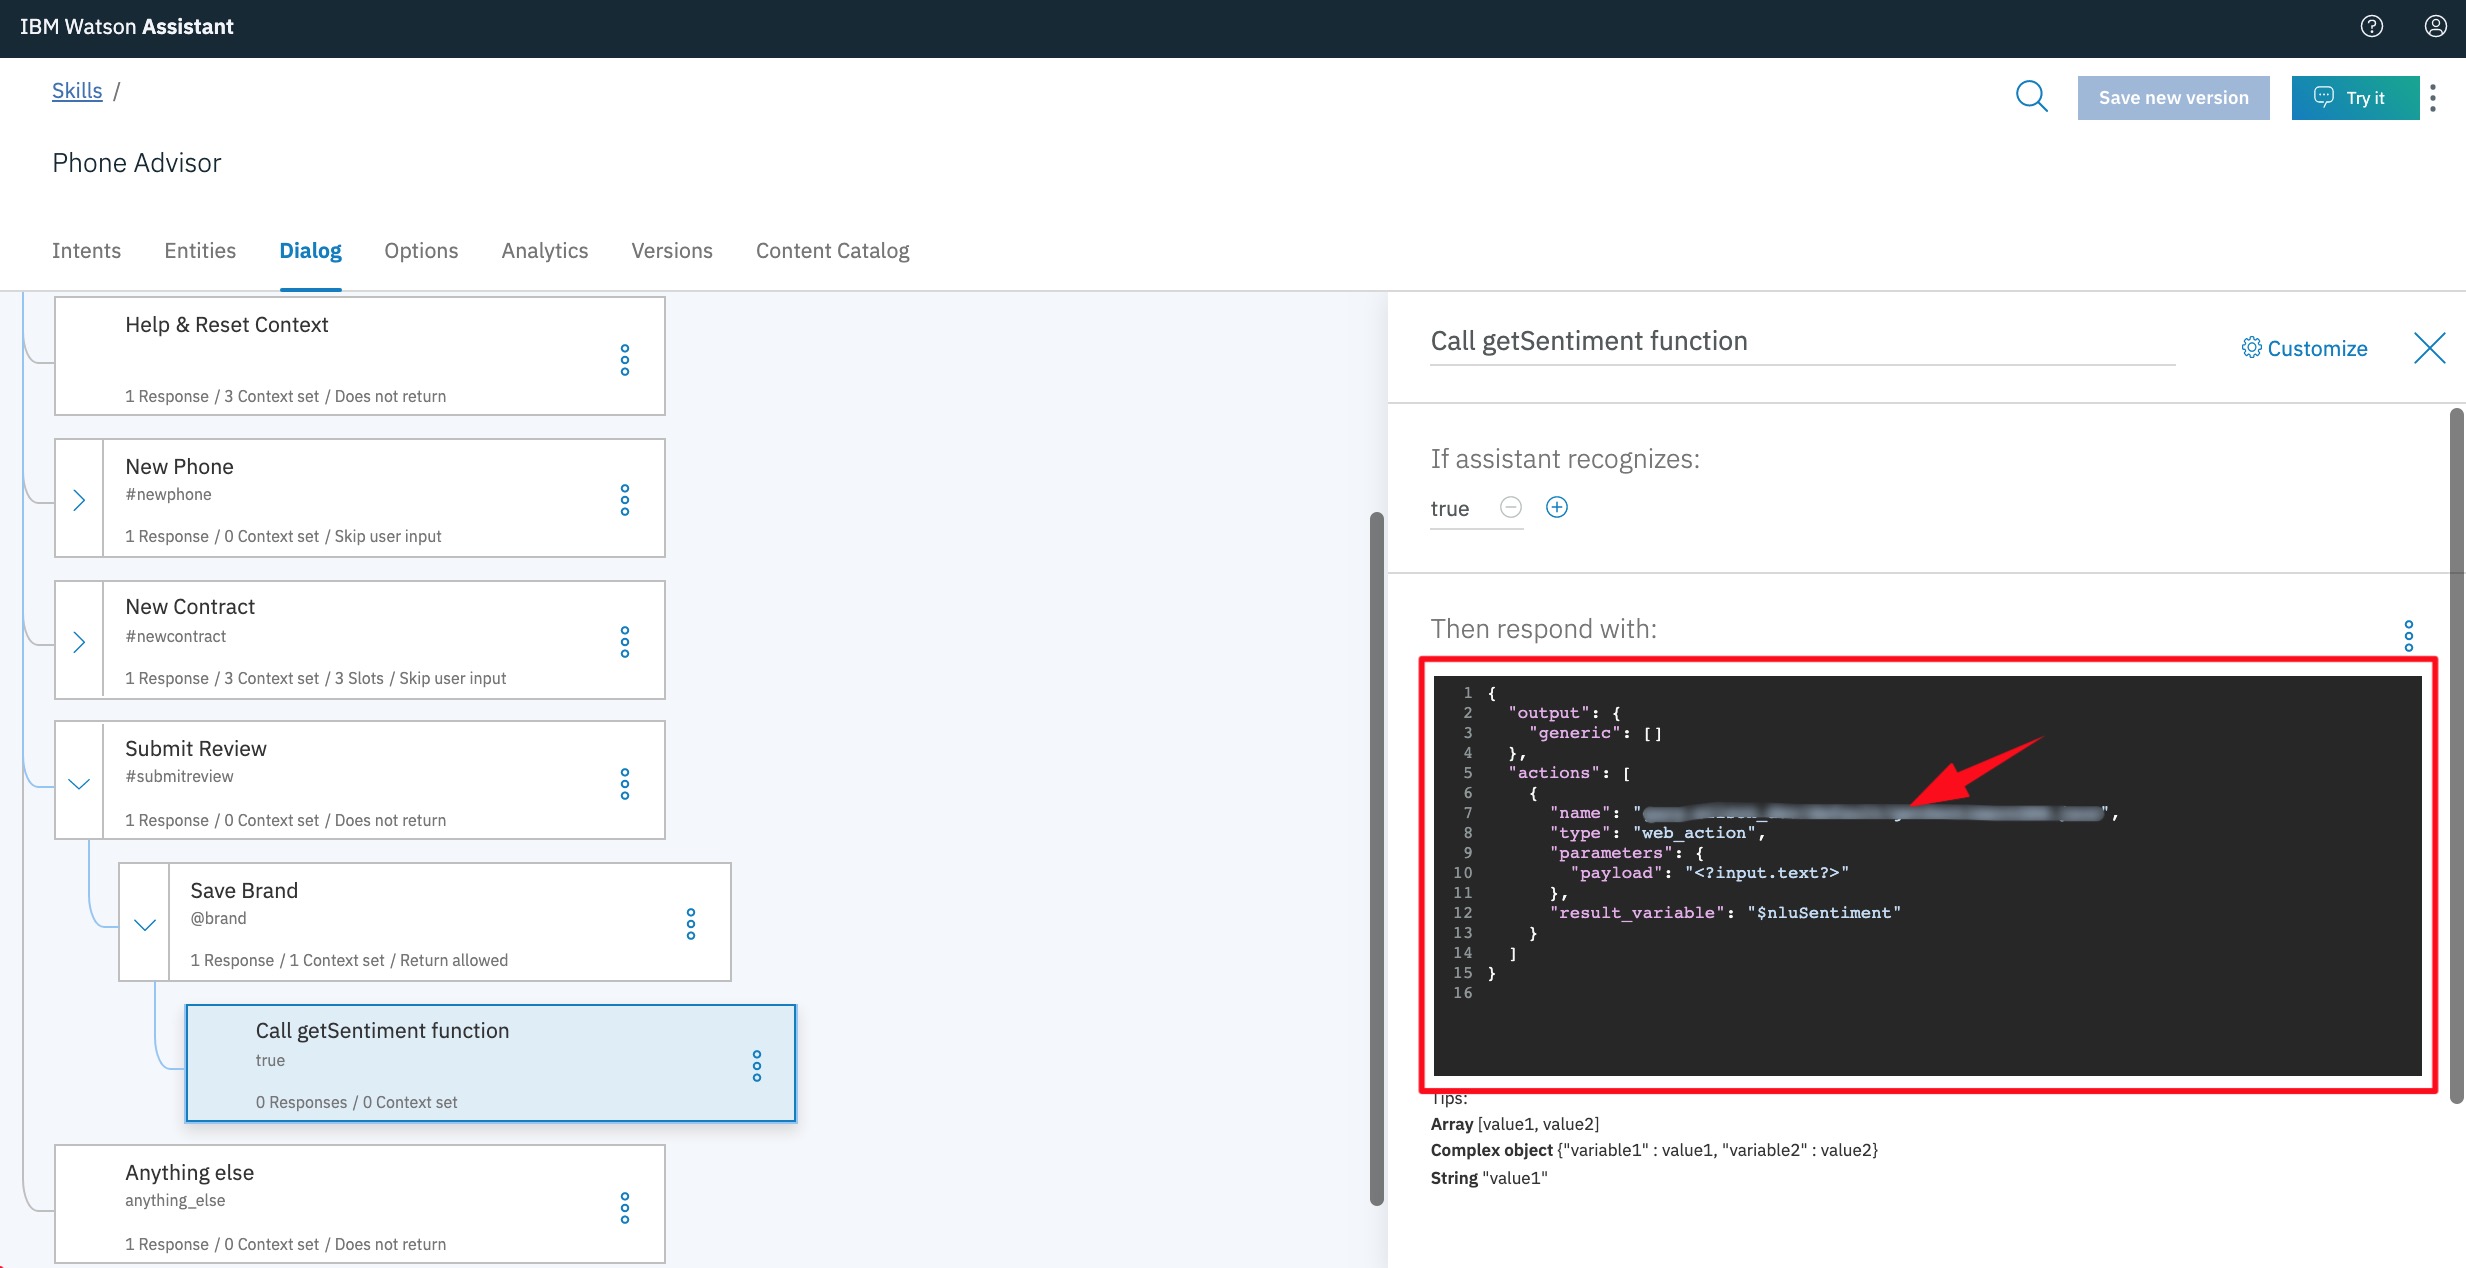 IBM Watson Assistant
Skills /
Save new version
Try it
Phone Advisor
Intents Entities Dialog Options Analytics Versions Content Catalog
Help & Reset Context
1 Response / 3 Context set / Does not return
New Phone
#newphone
1 Response / 0 Context set / Skip user input
New Contract
#newcontract
1 Response / 3 Context set / 3 Slots / Skip user input
Submit Review
#submitreview
1 Response / 0 Context set / Does not return
Save Brand
@brand
1 Response / 1 Context set / Return allowed
Call getSentiment function
true
0 Responses / 0 Context set
Anything else
anything_else
1 Response / 0 Context set / Does not return
Call getSentiment function
Customize
If assistant recognizes:
true
Then respond with:
1 {
2 "output": {
3 "generic": []
4 },
5 "actions": [
6 {
7 "name": "",
8 "type": "web_action",
9 "parameters": {
10 "payload": "<?input.text?>"
11 },
12 "result_variable": "$nluSentiment"
13 }
14 ]
15 }
16
Tips:
Array [value1, value2]
Complex object {"variable1" : value1, "variable2" : value2}
String "value1"